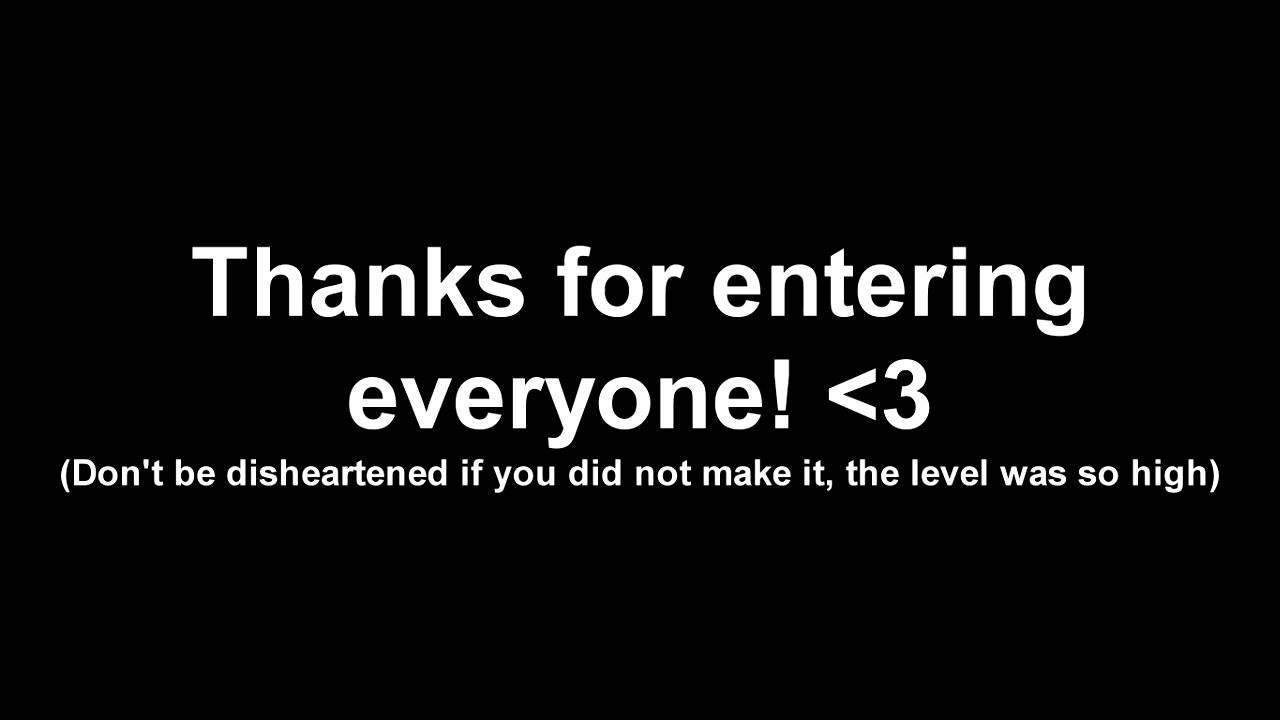 Thanks for entering
everyone! <3
(Don't be disheartened if you did not make it, the level was so high)